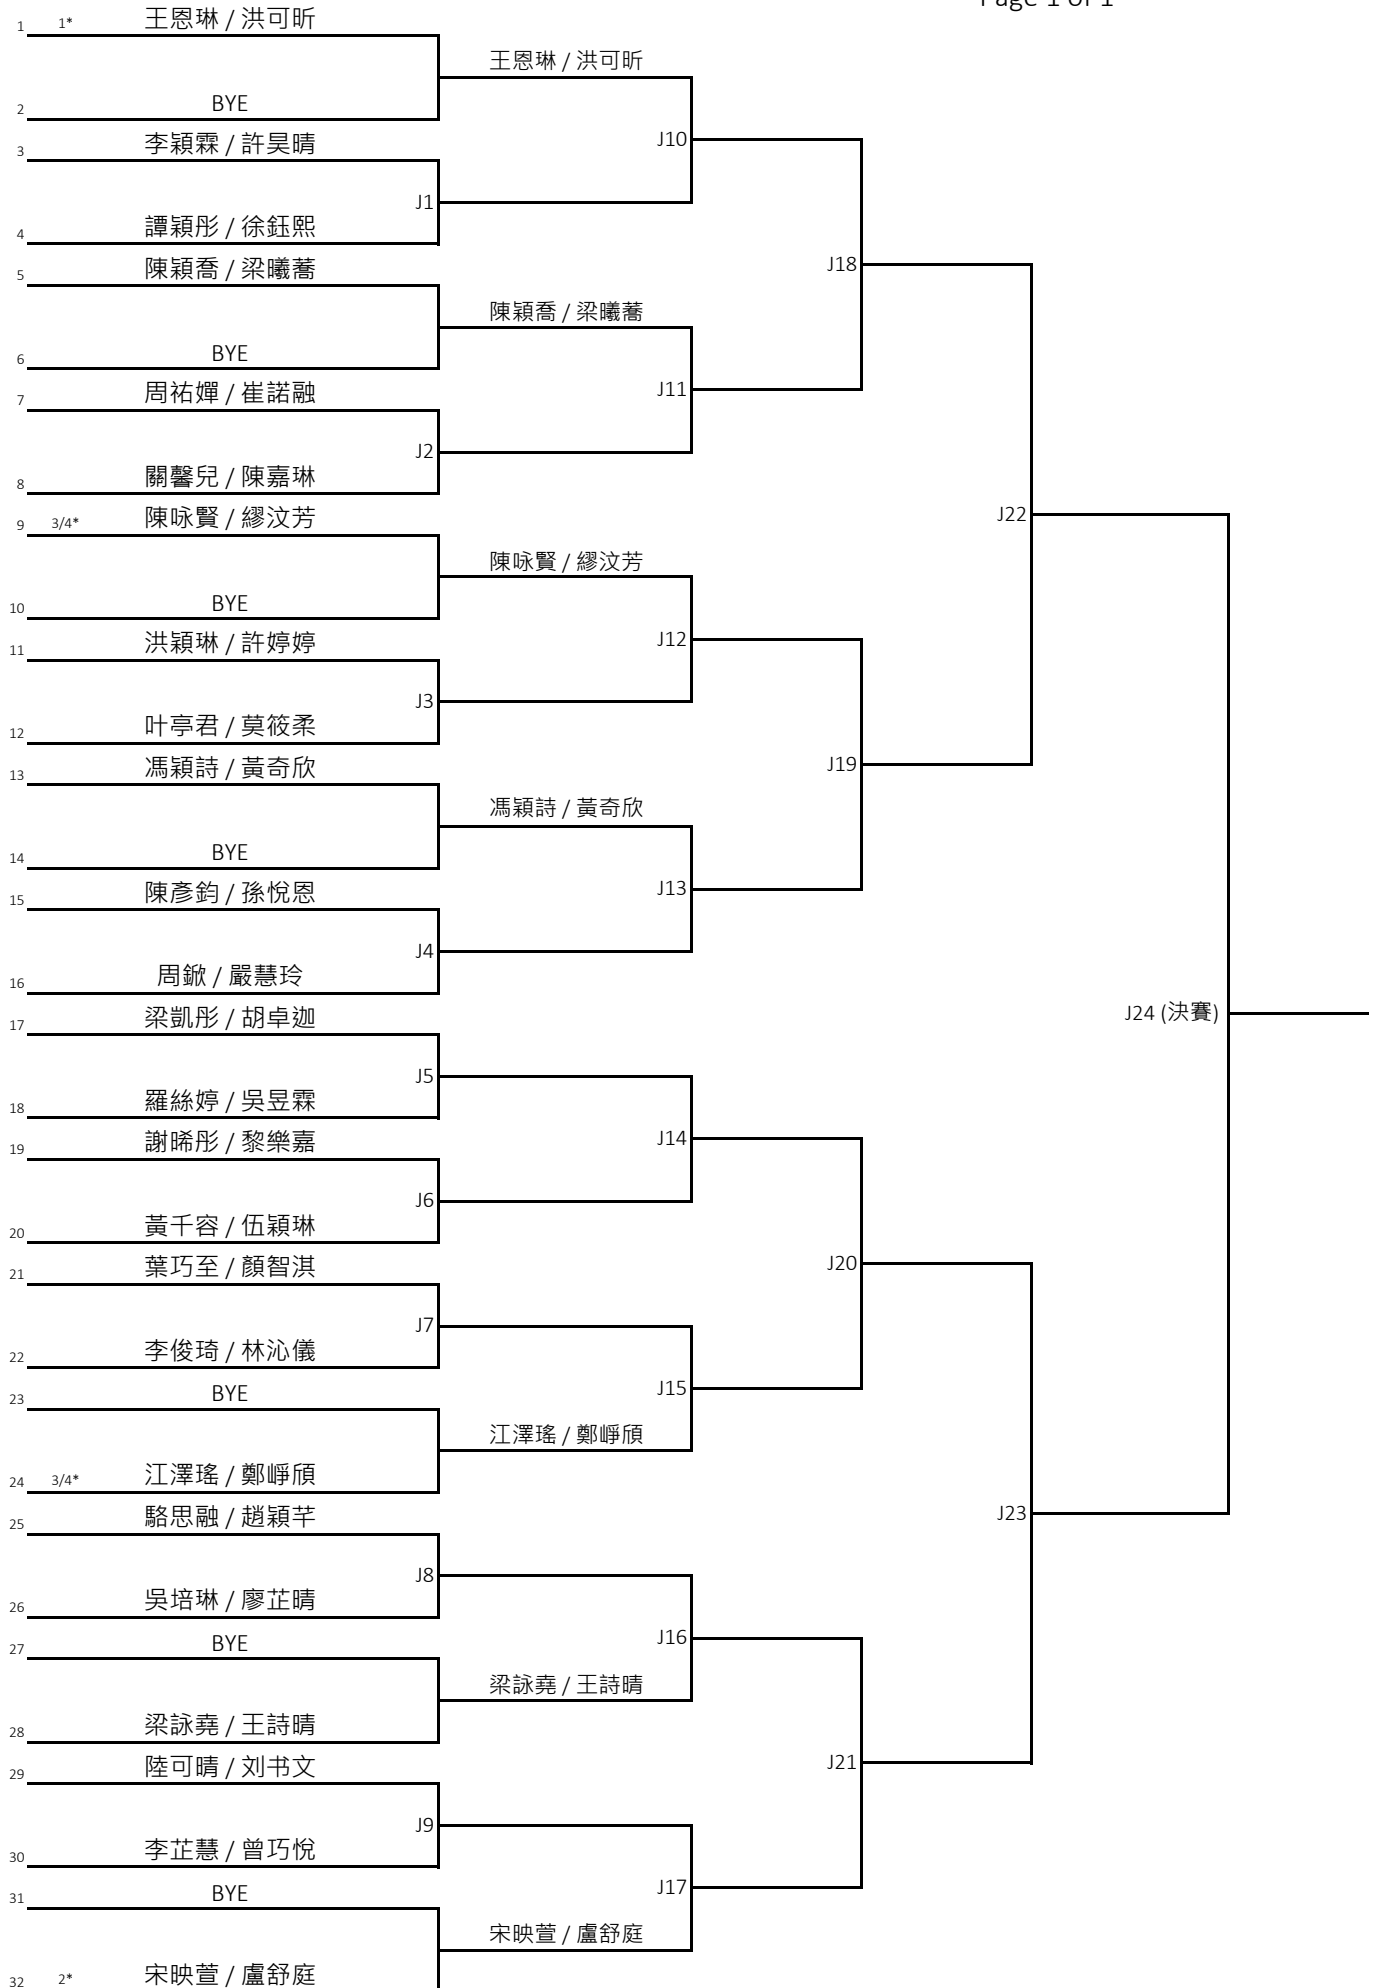 Page 1 of 1
1 1* 王恩琳 / 洪可昕
王恩琳 / 洪可昕
2 BYE
3 李穎霖 / 許昊晴
J10
J1
4 譚穎彤 / 徐鈺熙
5 陳穎喬 / 梁曦蕎
J18
陳穎喬 / 梁曦蕎
6 BYE
7 周祐嬋 / 崔諾融
J11
J2
8 關馨兒 / 陳嘉琳
9 3/4* 陳咏賢 / 繆汶芳
J22
陳咏賢 / 繆汶芳
10 BYE
11 洪穎琳 / 許婷婷
J12
J3
12 叶亭君 / 莫筱柔
13 馮穎詩 / 黃奇欣
J19
馮穎詩 / 黃奇欣
14 BYE
15 陳彥鈞 / 孫悅恩
J13
J4
16 周鍁 / 嚴慧玲
17 梁凱彤 / 胡卓迦
J24 (決賽)
J5
18 羅絲婷 / 吳昱霖
19 謝晞彤 / 黎樂嘉
J14
J6
20 黃千容 / 伍穎琳
21 葉巧至 / 顏智淇
J20
J7
22 李俊琦 / 林沁儀
23 BYE
J15
江澤瑤 / 鄭崢頎
24 3/4* 江澤瑤 / 鄭崢頎
25 駱思融 / 趙穎芊
J23
J8
26 吳培琳 / 廖芷晴
27 BYE
J16
梁詠堯 / 王詩晴
28 梁詠堯 / 王詩晴
29 陸可晴 / 刘书文
J21
J9
30 李芷慧 / 曾巧悅
31 BYE
J17
宋映萱 / 盧舒庭
32 2* 宋映萱 / 盧舒庭